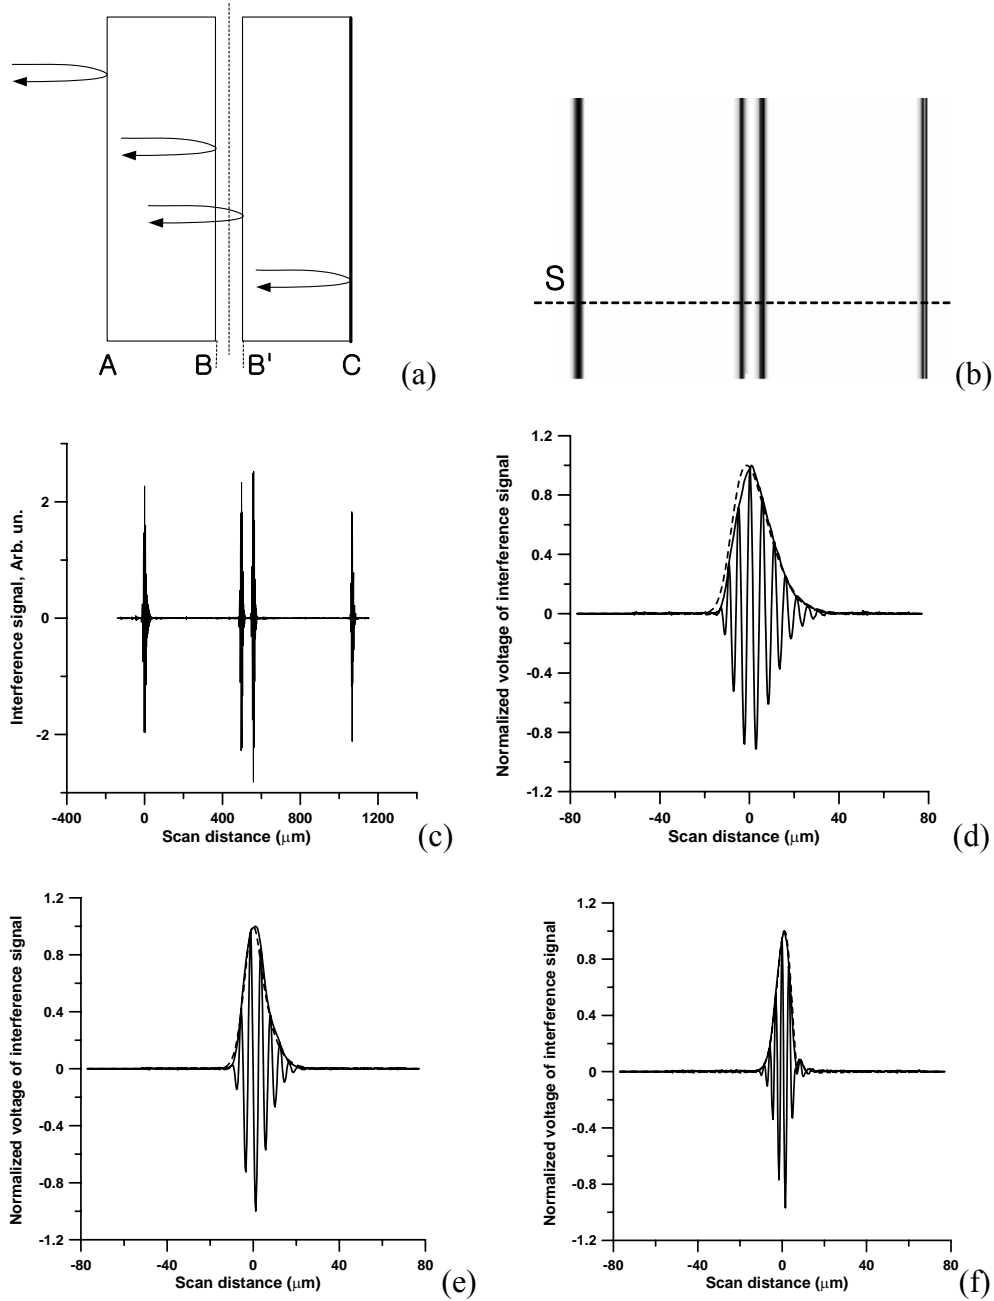 A B B' C
(a)
S
(b)
Interference signal, Arb. un.
2
0
-2
-400 0 400 800 1200
Scan distance (μm)
(c)
Normalized voltage of interference signal
1.2
0.8
0.4
0
-0.4
-0.8
-1.2
-80 -40 0 40 80
Scan distance (μm)
(d)
Normalized voltage of interference signal
1.2
0.8
0.4
0
-0.4
-0.8
-1.2
-80 -40 0 40 80
Scan distance (μm)
(e)
Normalized voltage of interference signal
1.2
0.8
0.4
0
-0.4
-0.8
-1.2
-80 -40 0 40 80
Scan distance (μm)
(f)